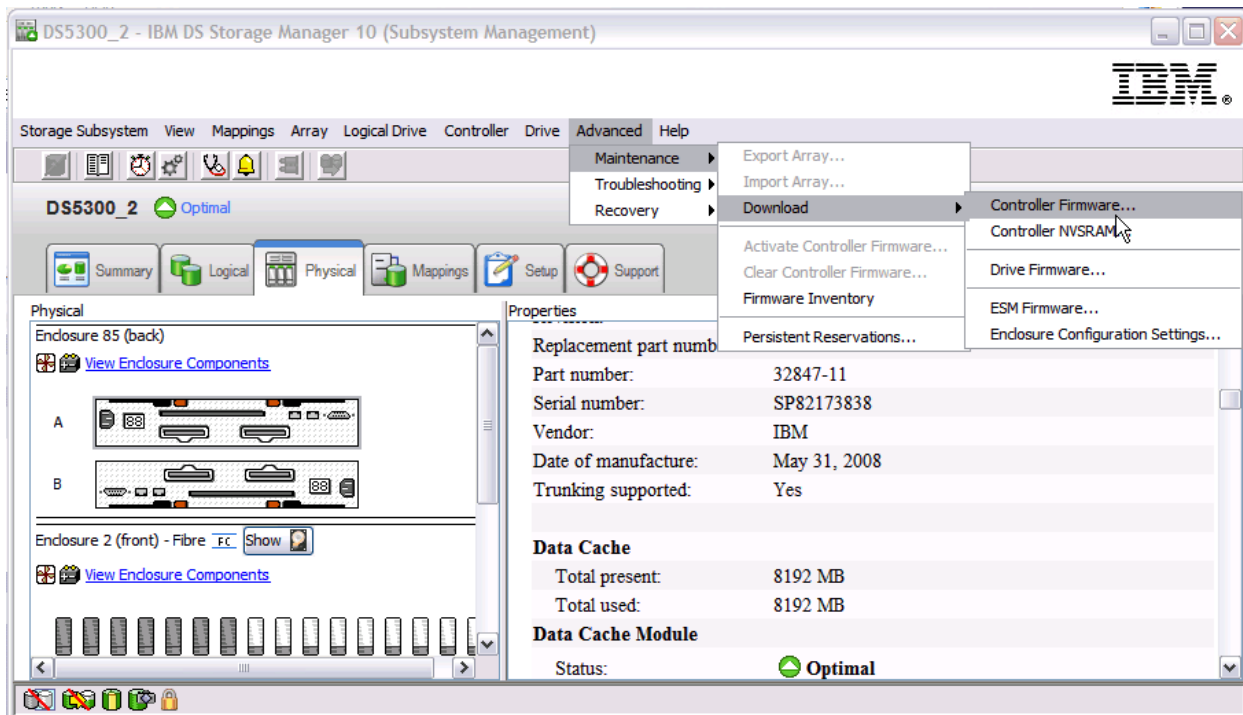 DS5300_2 - IBM DS Storage Manager 10 (Subsystem Management)
IBM®
Storage Subsystem View Mappings Array Logical Drive Controller Drive Advanced Help
Maintenance
Troubleshooting
Recovery
Export Array...
Import Array...
Download
Activate Controller Firmware...
Clear Controller Firmware...
Firmware Inventory
Persistent Reservations...
Controller Firmware...
Controller NVSRAM
Drive Firmware...
ESM Firmware...
Enclosure Configuration Settings...
DS5300_2 Optimal
Summary Logical Physical Mappings Setup Support
Physical
Enclosure 85 (back)
View Enclosure Components
A
88
B
88
Enclosure 2 (front) - Fibre FC Show
View Enclosure Components
Properties
Replacement part numb
Part number: 32847-11
Serial number: SP82173838
Vendor: IBM
Date of manufacture: May 31, 2008
Trunking supported: Yes
Data Cache
Total present: 8192 MB
Total used: 8192 MB
Data Cache Module
Status: Optimal